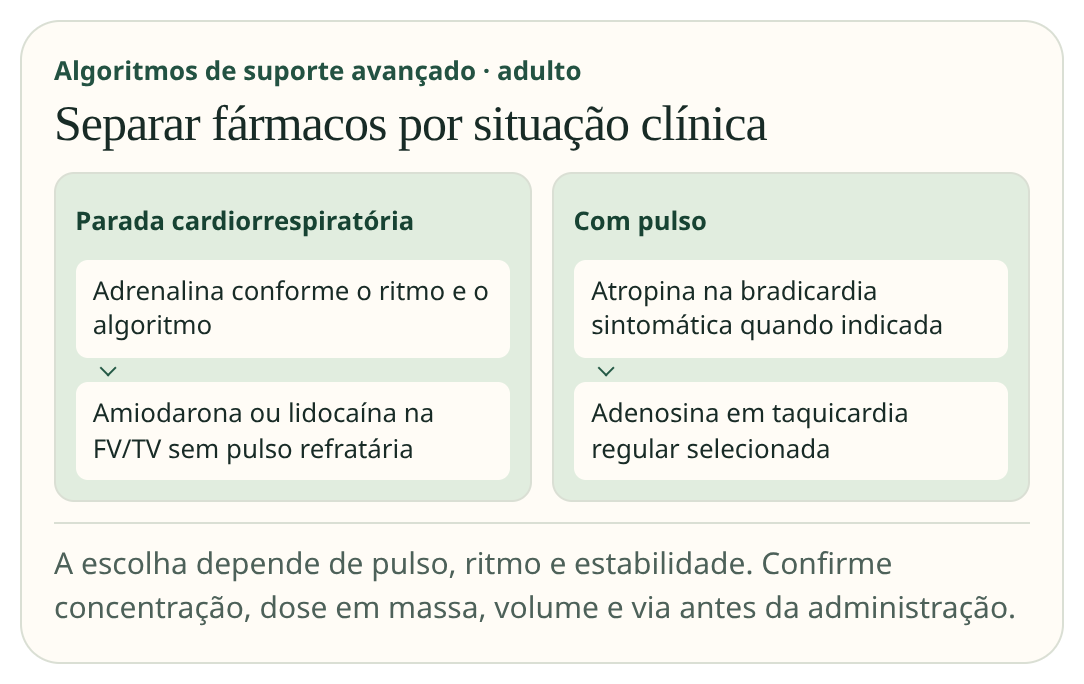 Algoritmos de suporte avançado · adulto
Separar fármacos por situação clínica
Parada cardiorrespiratória
Adrenalina conforme o ritmo e o
algoritmo
Amiodarona ou lidocaína na
FV/TV sem pulso refratária
Com pulso
Atropina na bradicardia
sintomática quando indicada
Adenosina em taquicardia
regular selecionada
A escolha depende de pulso, ritmo e estabilidade. Confirme
concentração, dose em massa, volume e via antes da administração.